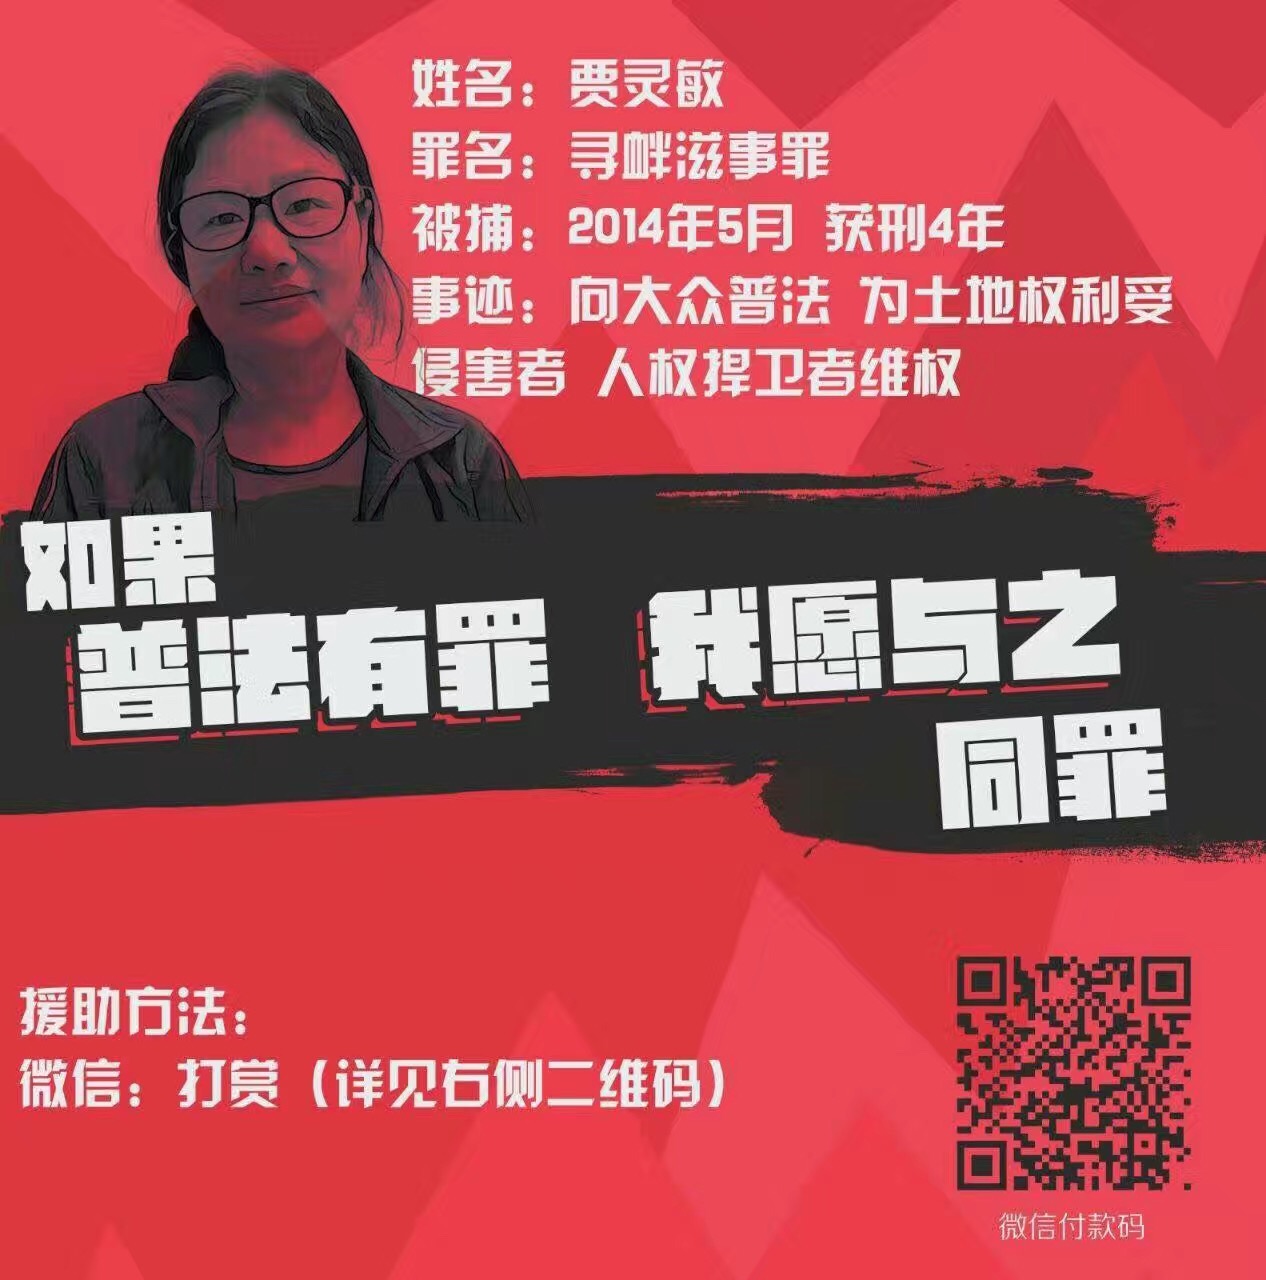 姓名：贾灵敏
罪名：寻衅滋事罪
被捕：2014年5月 获刑4年
事迹：向大众普法 为土地权利受
侵害者 人权捍卫者维权
如果
普法有罪 我愿与之
同罪
援助方法：
微信：打赏（详见右侧二维码）
微信付款码